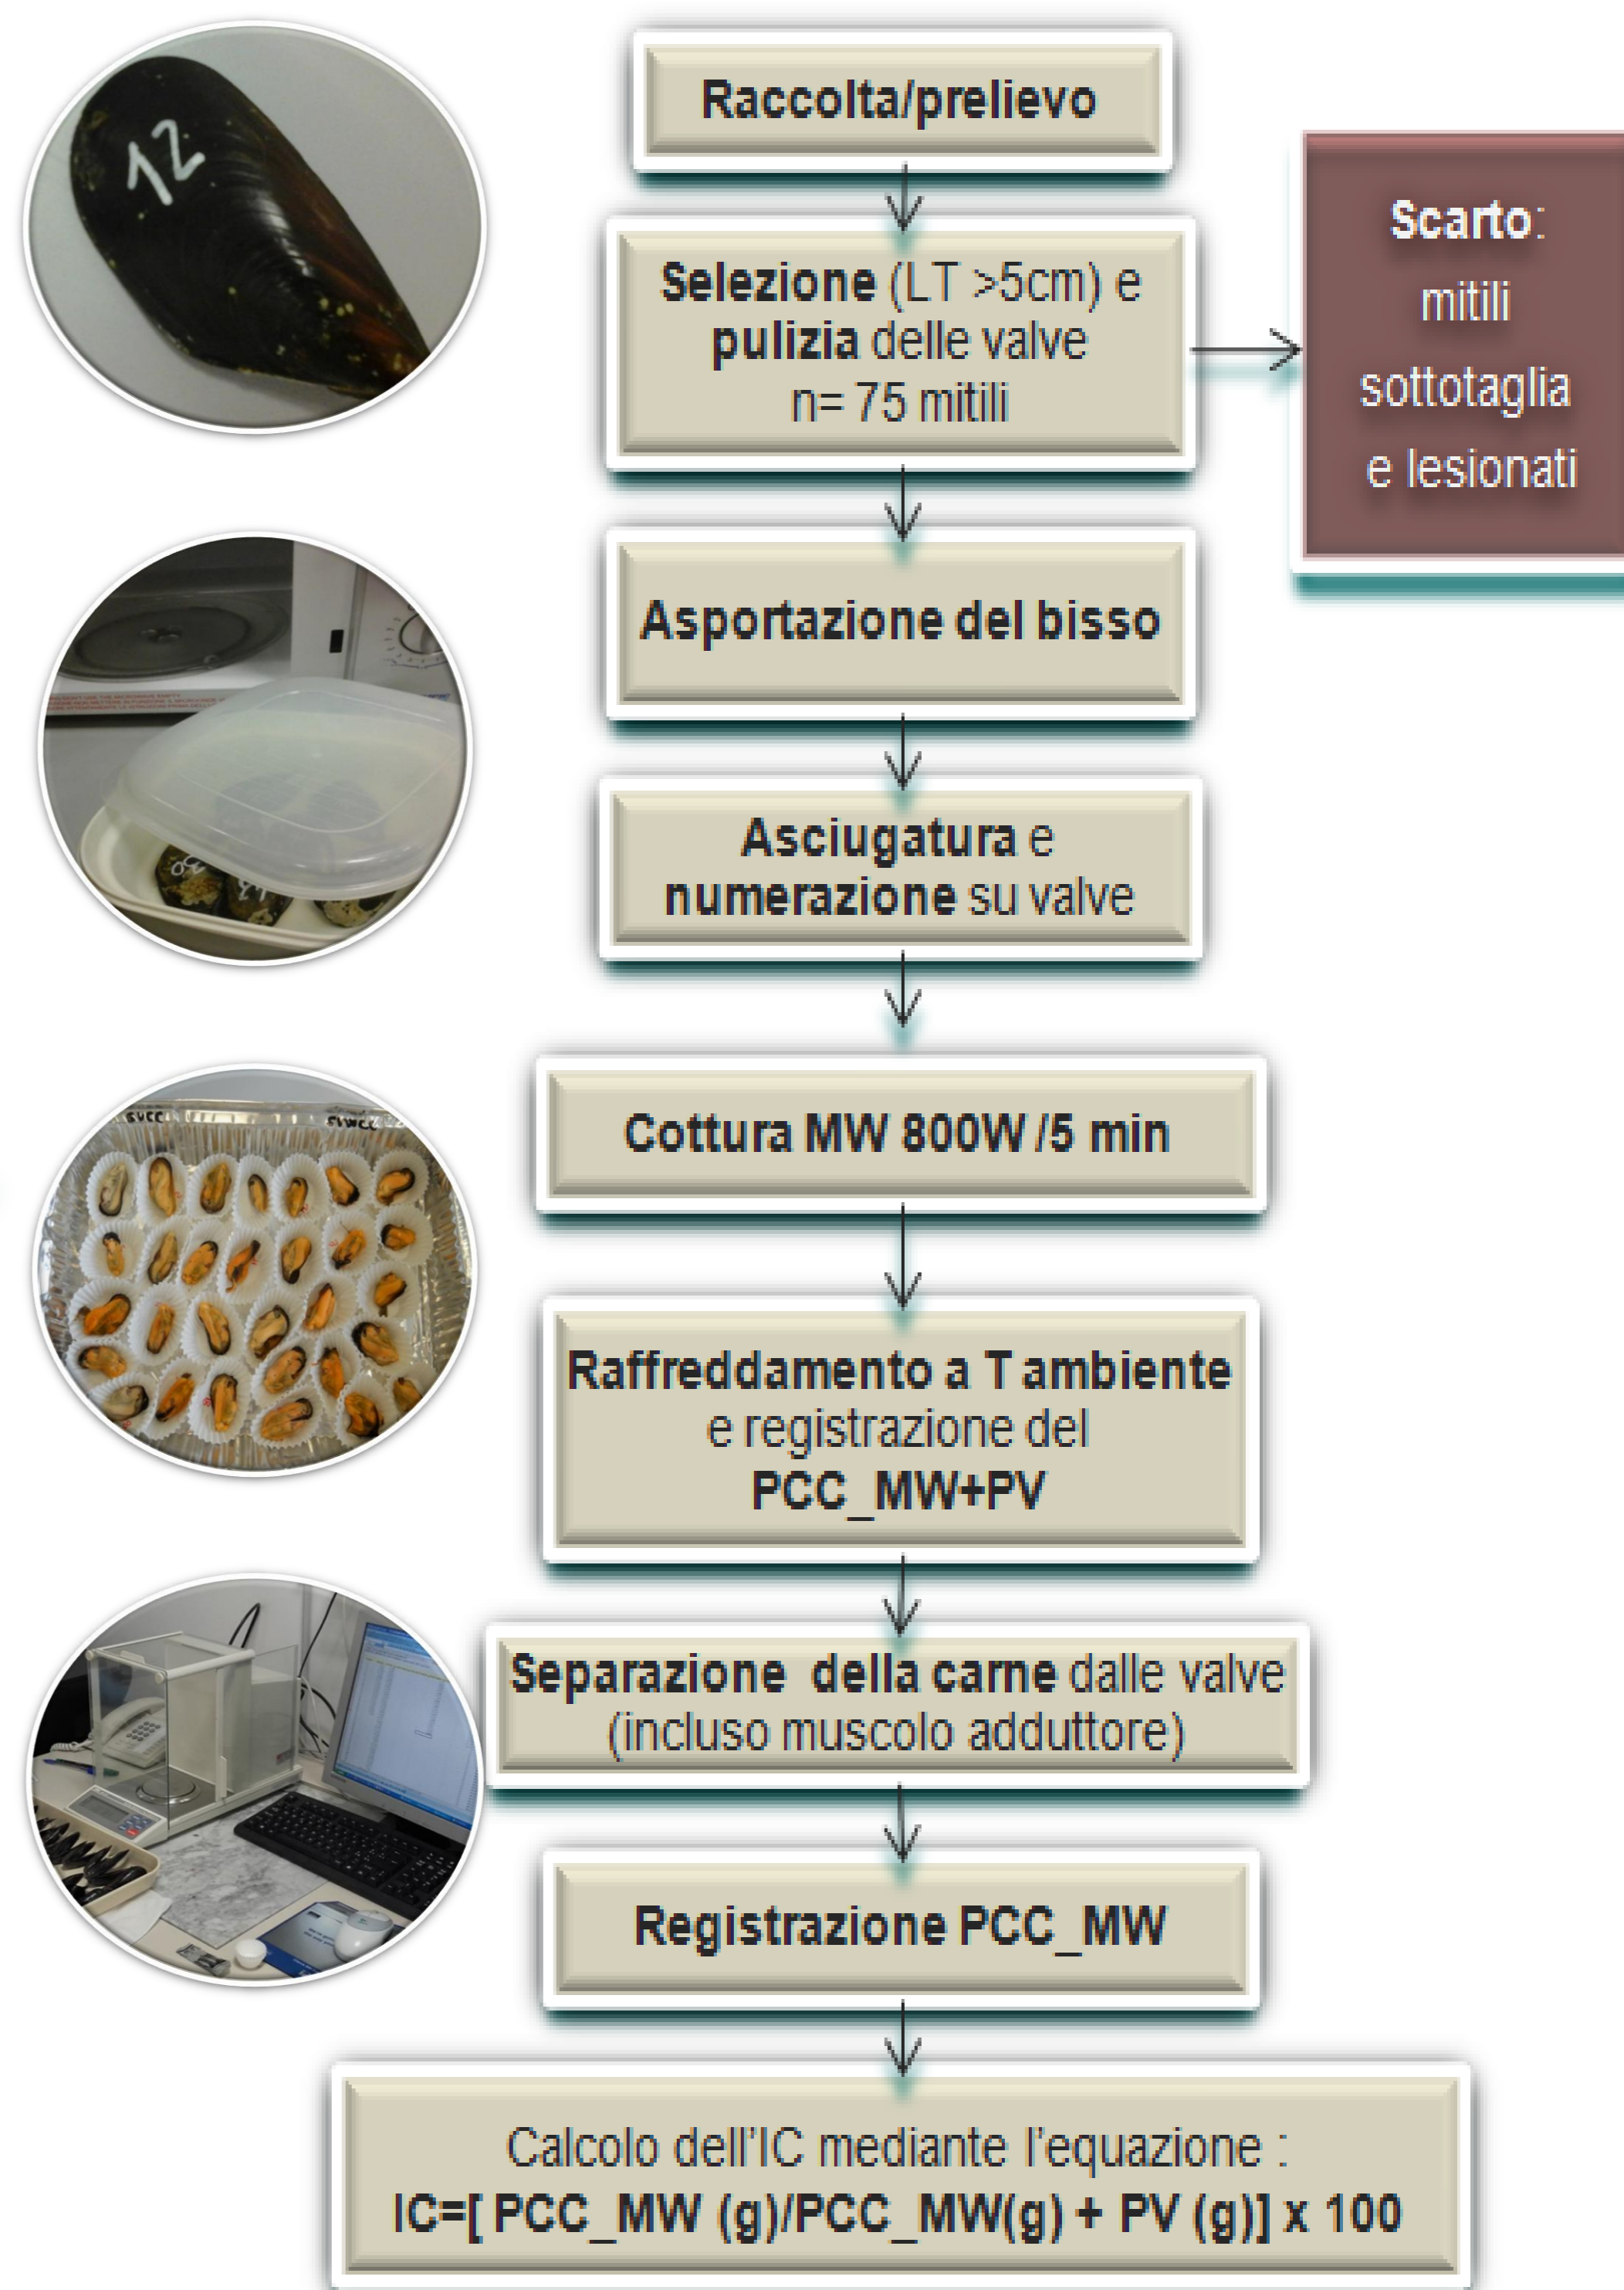 Raccolta/prelievo
Selezione (LT >5cm) e
pulizia delle valve
n= 75 mitili
Scarto:
mitili
sottotaglia
e lesionati
Asportazione del bisso
Asciugatura e
numerazione su valve
Cottura MW 800W /5 min
Raffreddamento a T ambiente
e registrazione del
PCC_MW+PV
Separazione della carne dalle valve
(incluso muscolo adduttore)
Registrazione PCC_MW
Calcolo dell'IC mediante l'equazione :
IC=[ PCC_MW (g)/PCC_MW(g) + PV (g)] x 100
12